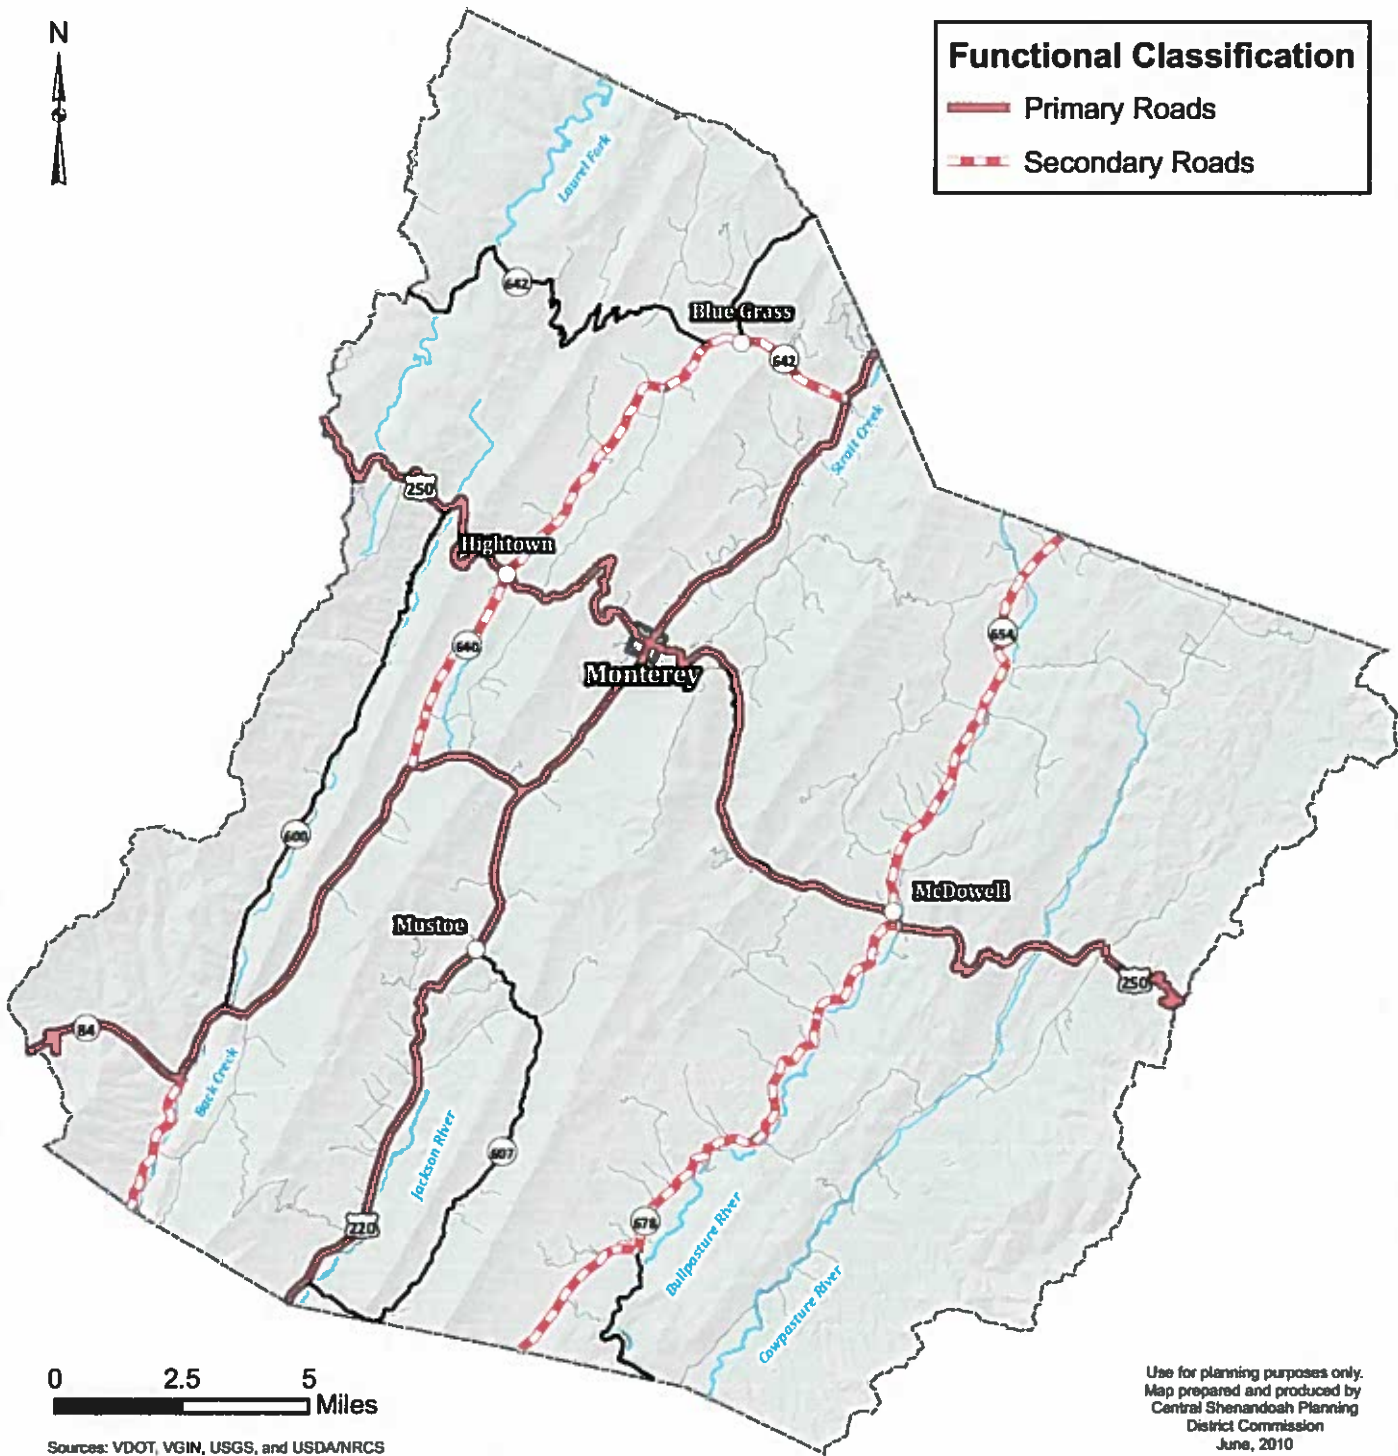 N
Functional Classification
Primary Roads
Secondary Roads
Laurel Fork
642
Blue Grass
642
Strait Creek
250
Hightown
640
654
Monterey
600
McDowell
Mustoe
250
84
Back Creek
Jackson River
607
220
678
Bullpasture River
Cowpasture River
0 2.5 5
Miles
Sources: VDOT, VGIN, USGS, and USDA/NRCS
Use for planning purposes only.
Map prepared and produced by
Central Shenandoah Planning
District Commission
June, 2010